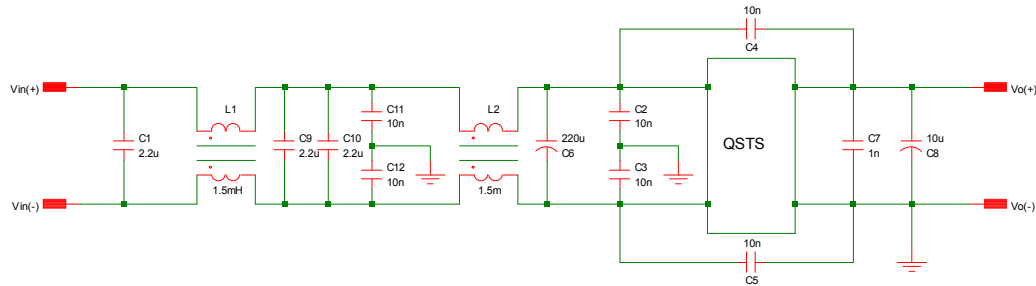 10n
C4
Vin(+)
L1
L2
Vo(+)
C11
10n
C2
10n
C1
2.2u
C9
2.2u
C10
2.2u
220u
C6
QSTS
C7
1n
10u
C8
C12
10n
C3
10n
1.5mH
1.5m
Vin(-)
Vo(-)
10n
C5